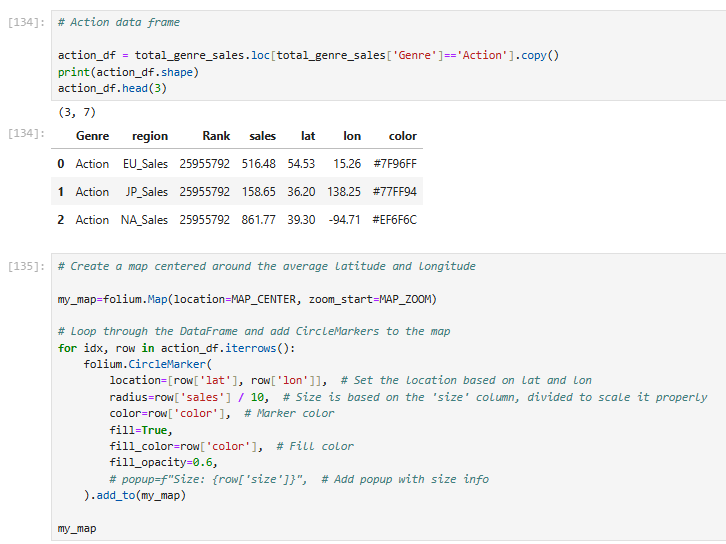 [134]: # Action data frame
action_df = total_genre_sales.loc[total_genre_sales['Genre']=='Action'].copy()
print(action_df.shape)
action_df.head(3)
(3, 7)
[134]: Genre region Rank sales lat lon color
0 Action EU_Sales 25955792 516.48 54.53 15.26 #7F96FF
1 Action JP_Sales 25955792 158.65 36.20 138.25 #77FF94
2 Action NA_Sales 25955792 861.77 39.30 -94.71 #EF6F6C
[135]: # Create a map centered around the average latitude and longitude
my_map=folium.Map(location=MAP_CENTER, zoom_start=MAP_ZOOM)
# Loop through the DataFrame and add CircleMarkers to the map
for idx, row in action_df.iterrows():
    folium.CircleMarker(
        location=[row['lat'], row['lon']],  # Set the location based on lat and lon
        radius=row['sales'] / 10,  # Size is based on the 'size' column, divided to scale it properly
        color=row['color'],  # Marker color
        fill=True,
        fill_color=row['color'],  # Fill color
        fill_opacity=0.6,
        # popup=f"Size: {row['size']}",  # Add popup with size info
    ).add_to(my_map)
my_map